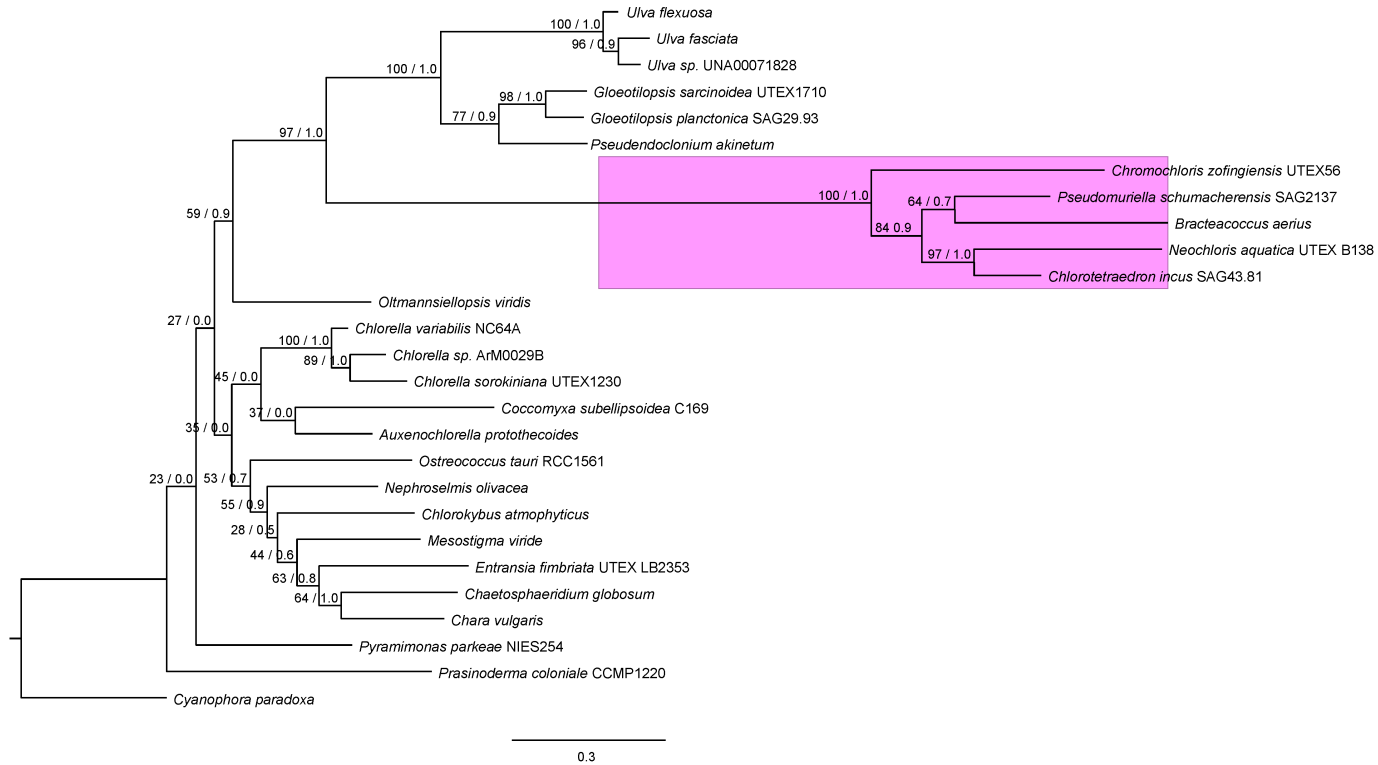 Ulva flexuosa
100 / 1.0
Ulva fasciata
96 / 0.9
Ulva sp. UNA00071828
100 / 1.0
Gloeotilopsis sarcinoidea UTEX1710
98 / 1.0
77 / 0.9
Gloeotilopsis planctonica SAG29.93
97 / 1.0
Pseudendoclonium akinetum
Chromochloris zofingiensis UTEX56
100 / 1.0
64 / 0.7
Pseudomuriella schumacherensis SAG2137
59 / 0.9
84 0.9
Bracteacoccus aerius
97 / 1.0
Neochloris aquatica UTEX B138
Chlorotetraedron incus SAG43.81
Oltmannsiellopsis viridis
27 / 0.0
Chlorella variabilis NC64A
100 / 1.0
89 / 1.0
Chlorella sp. ArM0029B
45 / 0.0
Chlorella sorokiniana UTEX1230
37 / 0.0
Coccomyxa subellipsoidea C169
35 / 0.0
Auxenochlorella protothecoides
Ostreococcus tauri RCC1561
23 / 0.0
53 / 0.7
Nephroselmis olivacea
55 / 0.9
Chlorokybus atmophyticus
28 / 0.5
Mesostigma viride
44 / 0.6
Entransia fimbriata UTEX LB2353
63 / 0.8
Chaetosphaeridium globosum
64 / 1.0
Chara vulgaris
Pyramimonas parkeae NIES254
Prasinoderma coloniale CCMP1220
Cyanophora paradoxa
0.3